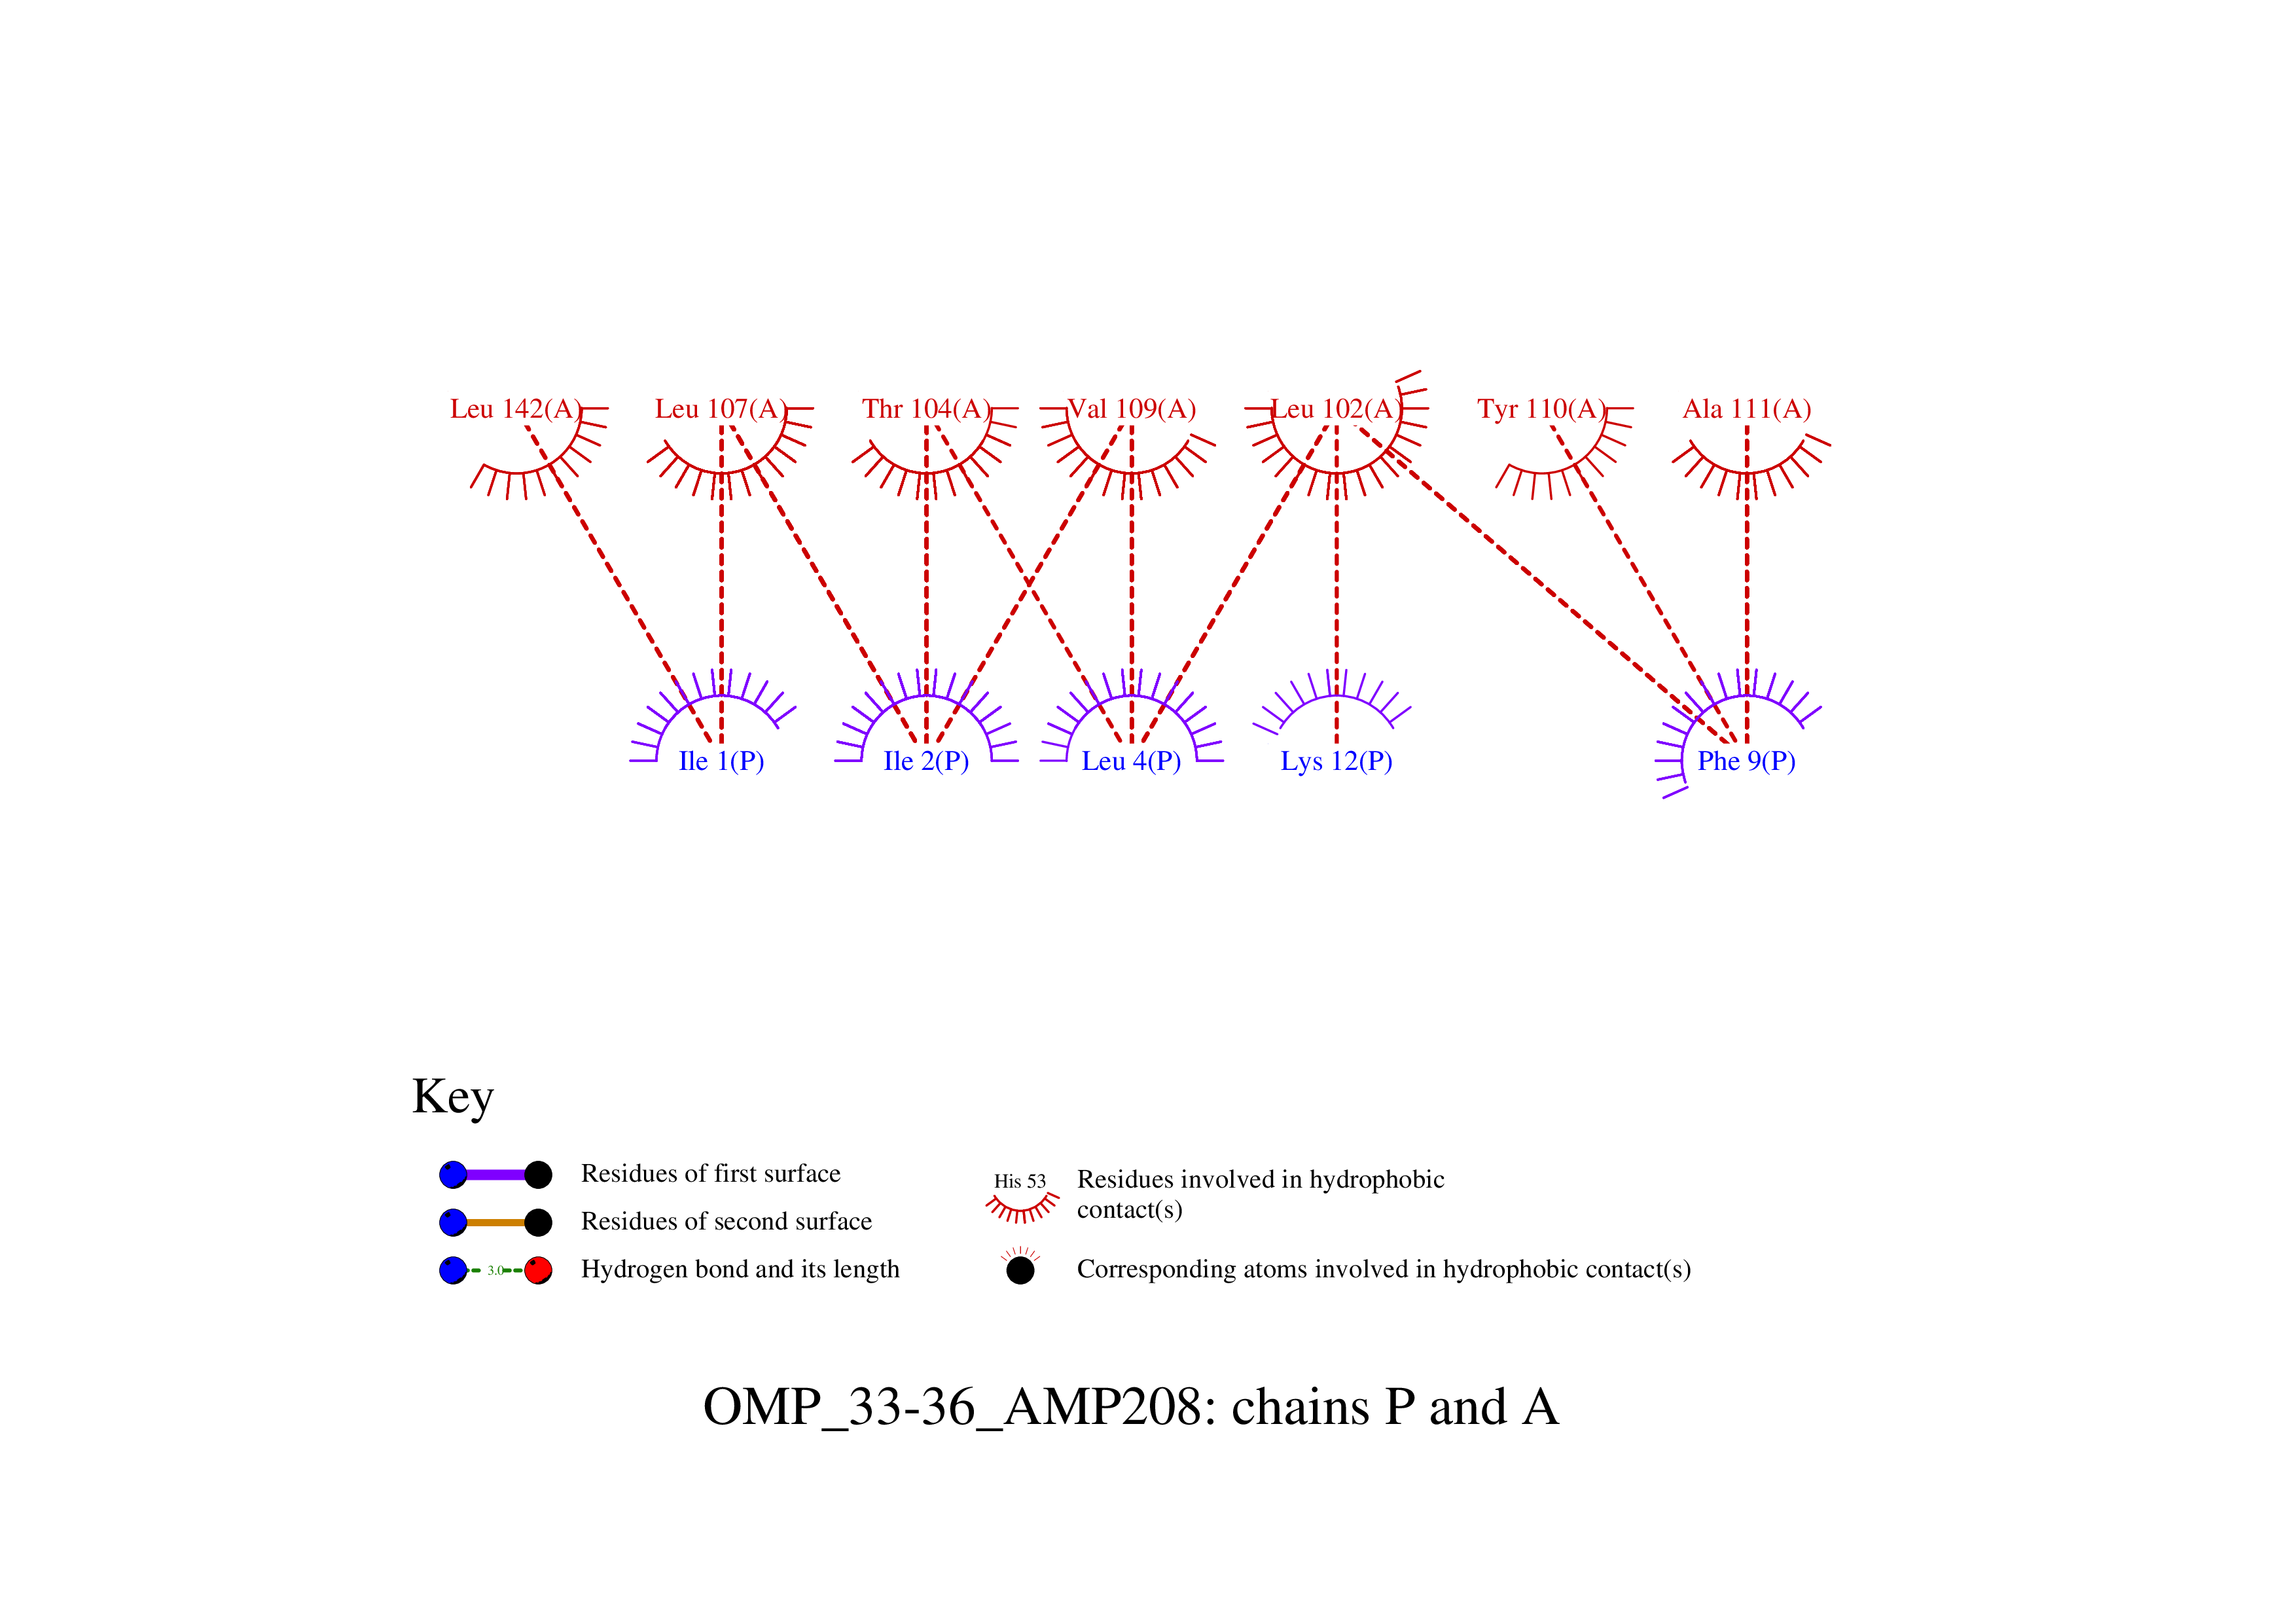 Leu 142(A) Leu 107(A) Thr 104(A) Val 109(A) Leu 102(A) Tyr 110(A) Ala 111(A)
Ile 1(P) Ile 2(P) Leu 4(P) Lys 12(P) Phe 9(P)
Key
Residues of first surface
Residues of second surface
3.0 Hydrogen bond and its length
His 53 Residues involved in hydrophobic
contact(s)
Corresponding atoms involved in hydrophobic contact(s)
OMP_33-36_AMP208: chains P and A